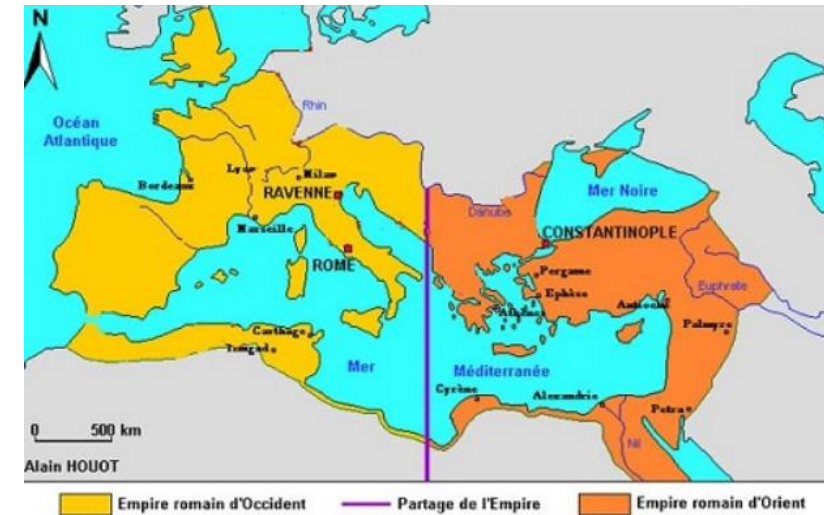 N
Océan
Atlantique
Rhin
Lyon
Milan
Bordeaux
RAVENNE
Marseille
ROME
Mer Noire
Danube
CONSTANTINOPLE
Pergame
Ephèse
Athènes
Antioche
Euphrate
Palmyre
Carthage
Timgad
Mer
Méditerranée
Cyrène
Alexandrie
Petra
Nil
0 500 km
Alain HOUOT
Empire romain d'Occident
Partage de l'Empire
Empire romain d'Orient